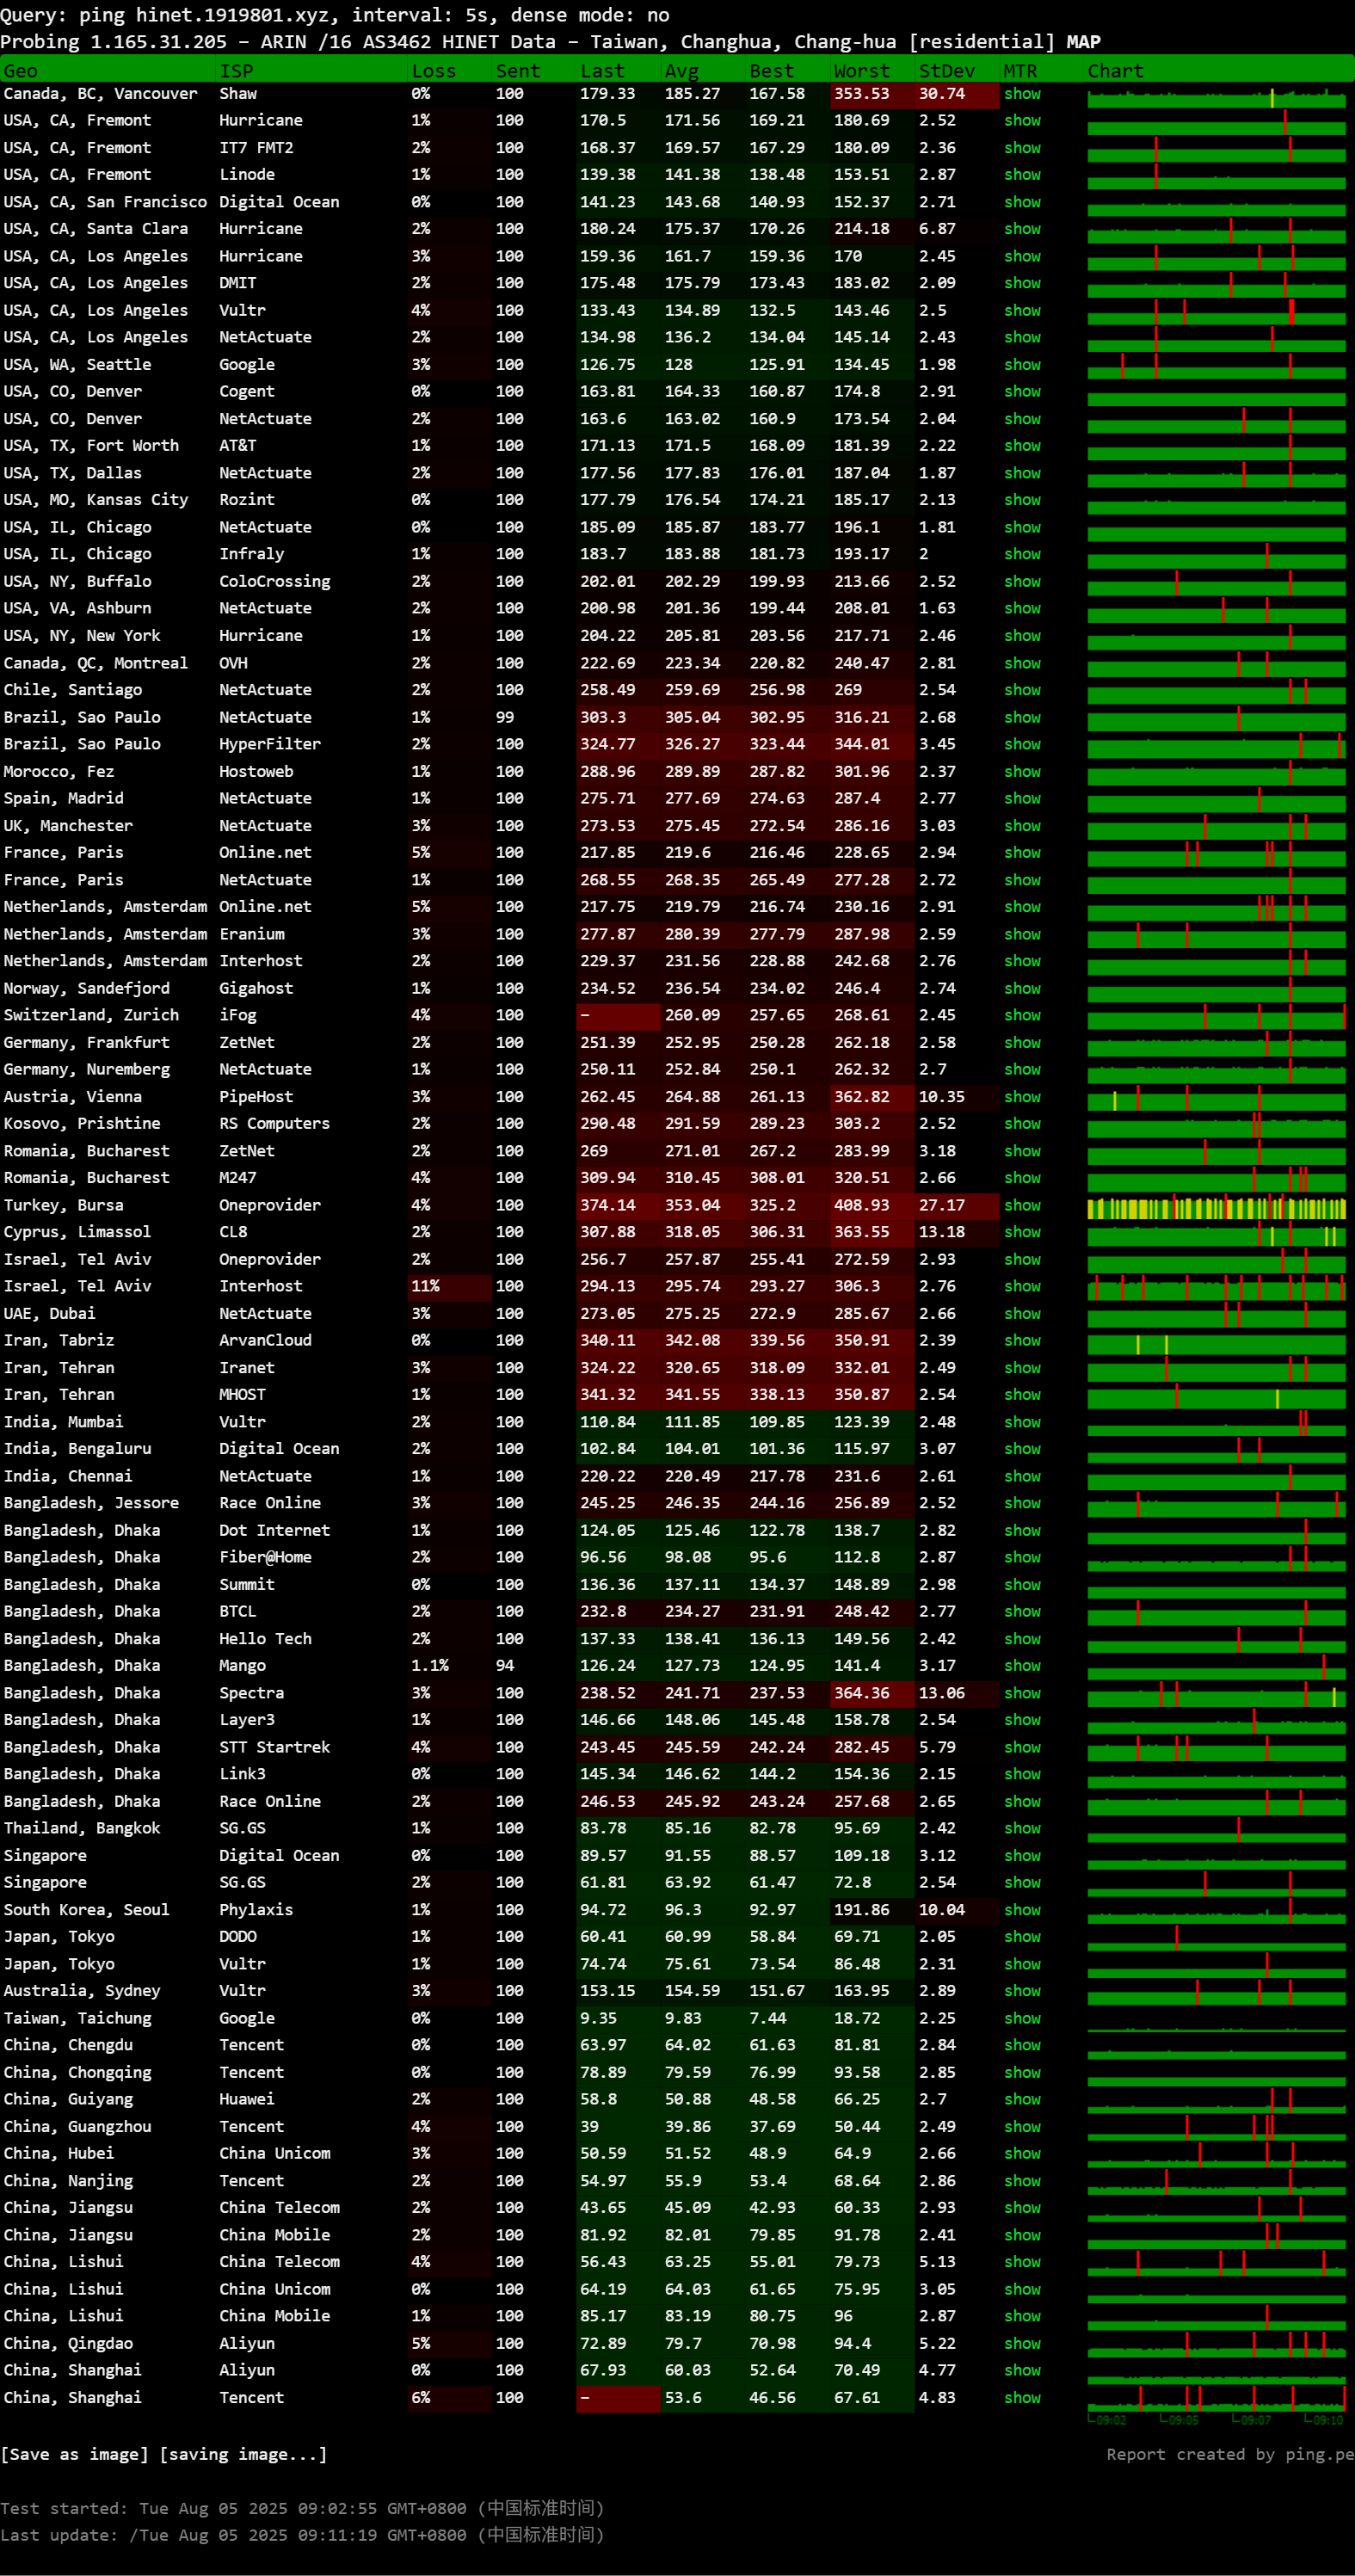 Query: ping hinet.1919801.xyz, interval: 5s, dense mode: no
Probing 1.165.31.205 – ARIN /16 AS3462 HINET Data – Taiwan, Changhua, Chang-hua [residential] MAP
Geo ISP Loss Sent Last Avg Best Worst StDev MTR Chart
Canada, BC, Vancouver Shaw 0% 100 179.33 185.27 167.58 353.53 30.74 show
USA, CA, Fremont Hurricane 1% 100 170.5 171.56 169.21 180.69 2.52 show
USA, CA, Fremont IT7 FMT2 2% 100 168.37 169.57 167.29 180.09 2.36 show
USA, CA, Fremont Linode 1% 100 139.38 141.38 138.48 153.51 2.87 show
USA, CA, San Francisco Digital Ocean 0% 100 141.23 143.68 140.93 152.37 2.71 show
USA, CA, Santa Clara Hurricane 2% 100 180.24 175.37 170.26 214.18 6.87 show
USA, CA, Los Angeles Hurricane 3% 100 159.36 161.7 159.36 170 2.45 show
USA, CA, Los Angeles DMIT 2% 100 175.48 175.79 173.43 183.02 2.09 show
USA, CA, Los Angeles Vultr 4% 100 133.43 134.89 132.5 143.46 2.5 show
USA, CA, Los Angeles NetActuate 2% 100 134.98 136.2 134.04 145.14 2.43 show
USA, WA, Seattle Google 3% 100 126.75 128 125.91 134.45 1.98 show
USA, CO, Denver Cogent 0% 100 163.81 164.33 160.87 174.8 2.91 show
USA, CO, Denver NetActuate 2% 100 163.6 163.02 160.9 173.54 2.04 show
USA, TX, Fort Worth AT&T 1% 100 171.13 171.5 168.09 181.39 2.22 show
USA, TX, Dallas NetActuate 2% 100 177.56 177.83 176.01 187.04 1.87 show
USA, MO, Kansas City Rozint 0% 100 177.79 176.54 174.21 185.17 2.13 show
USA, IL, Chicago NetActuate 0% 100 185.09 185.87 183.77 196.1 1.81 show
USA, IL, Chicago Infraly 1% 100 183.7 183.88 181.73 193.17 2 show
USA, NY, Buffalo ColoCrossing 2% 100 202.01 202.29 199.93 213.66 2.52 show
USA, VA, Ashburn NetActuate 2% 100 200.98 201.36 199.44 208.01 1.63 show
USA, NY, New York Hurricane 1% 100 204.22 205.81 203.56 217.71 2.46 show
Canada, QC, Montreal OVH 2% 100 222.69 223.34 220.82 240.47 2.81 show
Chile, Santiago NetActuate 2% 100 258.49 259.69 256.98 269 2.54 show
Brazil, Sao Paulo NetActuate 1% 99 303.3 305.04 302.95 316.21 2.68 show
Brazil, Sao Paulo HyperFilter 2% 100 324.77 326.27 323.44 344.01 3.45 show
Morocco, Fez Hostoweb 1% 100 288.96 289.89 287.82 301.96 2.37 show
Spain, Madrid NetActuate 1% 100 275.71 277.69 274.63 287.4 2.77 show
UK, Manchester NetActuate 3% 100 273.53 275.45 272.54 286.16 3.03 show
France, Paris Online.net 5% 100 217.85 219.6 216.46 228.65 2.94 show
France, Paris NetActuate 1% 100 268.55 268.35 265.49 277.28 2.72 show
Netherlands, Amsterdam Online.net 5% 100 217.75 219.79 216.74 230.16 2.91 show
Netherlands, Amsterdam Eranium 3% 100 277.87 280.39 277.79 287.98 2.59 show
Netherlands, Amsterdam Interhost 2% 100 229.37 231.56 228.88 242.68 2.76 show
Norway, Sandefjord Gigahost 1% 100 234.52 236.54 234.02 246.4 2.74 show
Switzerland, Zurich iFog 4% 100 – 260.09 257.65 268.61 2.45 show
Germany, Frankfurt ZetNet 2% 100 251.39 252.95 250.28 262.18 2.58 show
Germany, Nuremberg NetActuate 1% 100 250.11 252.84 250.1 262.32 2.7 show
Austria, Vienna PipeHost 3% 100 262.45 264.88 261.13 362.82 10.35 show
Kosovo, Prishtine RS Computers 2% 100 290.48 291.59 289.23 303.2 2.52 show
Romania, Bucharest ZetNet 2% 100 269 271.01 267.2 283.99 3.18 show
Romania, Bucharest M247 4% 100 309.94 310.45 308.01 320.51 2.66 show
Turkey, Bursa Oneprovider 4% 100 374.14 353.04 325.2 408.93 27.17 show
Cyprus, Limassol CL8 2% 100 307.88 318.05 306.31 363.55 13.18 show
Israel, Tel Aviv Oneprovider 2% 100 256.7 257.87 255.41 272.59 2.93 show
Israel, Tel Aviv Interhost 11% 100 294.13 295.74 293.27 306.3 2.76 show
UAE, Dubai NetActuate 3% 100 273.05 275.25 272.9 285.67 2.66 show
Iran, Tabriz ArvanCloud 0% 100 340.11 342.08 339.56 350.91 2.39 show
Iran, Tehran Iranet 3% 100 324.22 320.65 318.09 332.01 2.49 show
Iran, Tehran MHOST 1% 100 341.32 341.55 338.13 350.87 2.54 show
India, Mumbai Vultr 2% 100 110.84 111.85 109.85 123.39 2.48 show
India, Bengaluru Digital Ocean 2% 100 102.84 104.01 101.36 115.97 3.07 show
India, Chennai NetActuate 1% 100 220.22 220.49 217.78 231.6 2.61 show
Bangladesh, Jessore Race Online 3% 100 245.25 246.35 244.16 256.89 2.52 show
Bangladesh, Dhaka Dot Internet 1% 100 124.05 125.46 122.78 138.7 2.82 show
Bangladesh, Dhaka Fiber@Home 2% 100 96.56 98.08 95.6 112.8 2.87 show
Bangladesh, Dhaka Summit 0% 100 136.36 137.11 134.37 148.89 2.98 show
Bangladesh, Dhaka BTCL 2% 100 232.8 234.27 231.91 248.42 2.77 show
Bangladesh, Dhaka Hello Tech 2% 100 137.33 138.41 136.13 149.56 2.42 show
Bangladesh, Dhaka Mango 1.1% 94 126.24 127.73 124.95 141.4 3.17 show
Bangladesh, Dhaka Spectra 3% 100 238.52 241.71 237.53 364.36 13.06 show
Bangladesh, Dhaka Layer3 1% 100 146.66 148.06 145.48 158.78 2.54 show
Bangladesh, Dhaka STT Startrek 4% 100 243.45 245.59 242.24 282.45 5.79 show
Bangladesh, Dhaka Link3 0% 100 145.34 146.62 144.2 154.36 2.15 show
Bangladesh, Dhaka Race Online 2% 100 246.53 245.92 243.24 257.68 2.65 show
Thailand, Bangkok SG.GS 1% 100 83.78 85.16 82.78 95.69 2.42 show
Singapore Digital Ocean 0% 100 89.57 91.55 88.57 109.18 3.12 show
Singapore SG.GS 2% 100 61.81 63.92 61.47 72.8 2.54 show
South Korea, Seoul Phylaxis 1% 100 94.72 96.3 92.97 191.86 10.04 show
Japan, Tokyo DODO 1% 100 60.41 60.99 58.84 69.71 2.05 show
Japan, Tokyo Vultr 1% 100 74.74 75.61 73.54 86.48 2.31 show
Australia, Sydney Vultr 3% 100 153.15 154.59 151.67 163.95 2.89 show
Taiwan, Taichung Google 0% 100 9.35 9.83 7.44 18.72 2.25 show
China, Chengdu Tencent 0% 100 63.97 64.02 61.63 81.81 2.84 show
China, Chongqing Tencent 0% 100 78.89 79.59 76.99 93.58 2.85 show
China, Guiyang Huawei 2% 100 58.8 50.88 48.58 66.25 2.7 show
China, Guangzhou Tencent 4% 100 39 39.86 37.69 50.44 2.49 show
China, Hubei China Unicom 3% 100 50.59 51.52 48.9 64.9 2.66 show
China, Nanjing Tencent 2% 100 54.97 55.9 53.4 68.64 2.86 show
China, Jiangsu China Telecom 2% 100 43.65 45.09 42.93 60.33 2.93 show
China, Jiangsu China Mobile 2% 100 81.92 82.01 79.85 91.78 2.41 show
China, Lishui China Telecom 4% 100 56.43 63.25 55.01 79.73 5.13 show
China, Lishui China Unicom 0% 100 64.19 64.03 61.65 75.95 3.05 show
China, Lishui China Mobile 1% 100 85.17 83.19 80.75 96 2.87 show
China, Qingdao Aliyun 5% 100 72.89 79.7 70.98 94.4 5.22 show
China, Shanghai Aliyun 0% 100 67.93 60.03 52.64 70.49 4.77 show
China, Shanghai Tencent 6% 100 – 53.6 46.56 67.61 4.83 show
09:02 09:05 09:07 09:10
[Save as image] [saving image...] Report created by ping.pe
Test started: Tue Aug 05 2025 09:02:55 GMT+0800 (中国标准时间)
Last update: /Tue Aug 05 2025 09:11:19 GMT+0800 (中国标准时间)